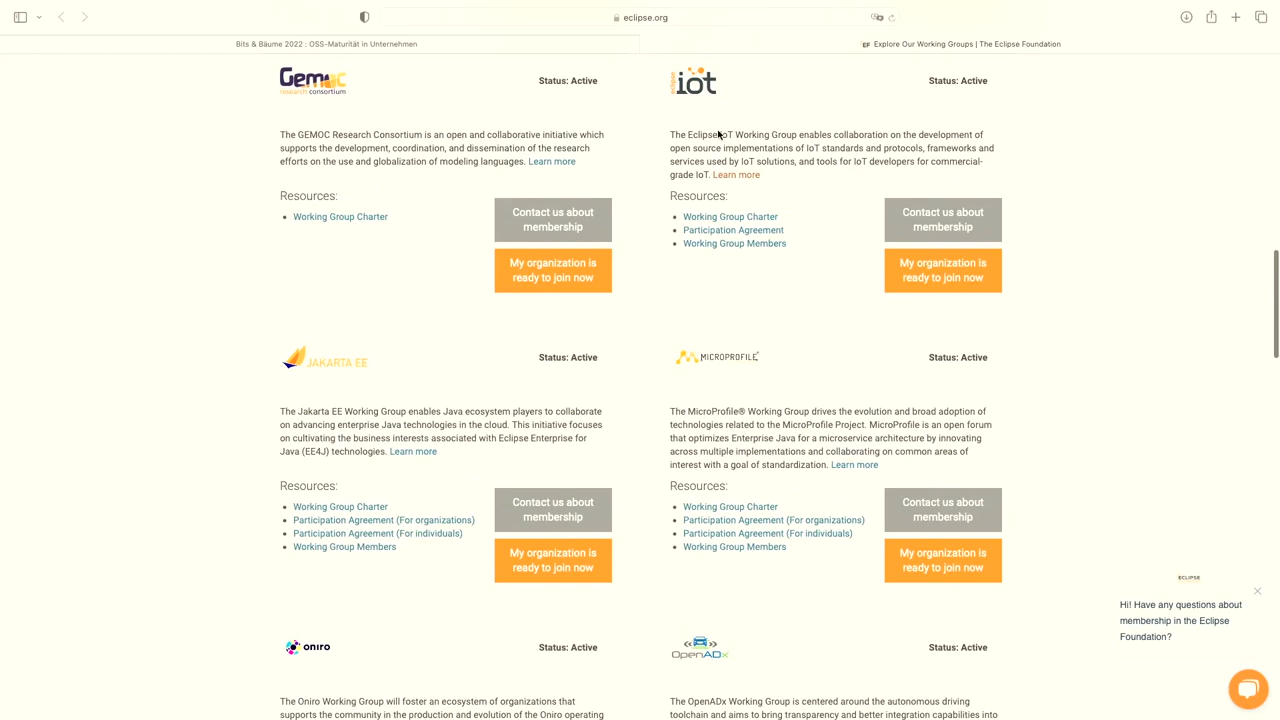 eclipse.org
Bits & Bäume 2022 : OSS-Maturität in Unternehmen
EF Explore Our Working Groups | The Eclipse Foundation
Gemoc
research consortium
Status: Active
The GEMOC Research Consortium is an open and collaborative initiative which
supports the development, coordination, and dissemination of the research
efforts on the use and globalization of modeling languages. Learn more
Resources:
Working Group Charter
Contact us about
membership
My organization is
ready to join now
eclipse
iot
Status: Active
The Eclipse IoT Working Group enables collaboration on the development of
open source implementations of IoT standards and protocols, frameworks and
services used by IoT solutions, and tools for IoT developers for commercial-
grade IoT. Learn more
Resources:
Working Group Charter
Participation Agreement
Working Group Members
Contact us about
membership
My organization is
ready to join now
JAKARTA EE
Status: Active
The Jakarta EE Working Group enables Java ecosystem players to collaborate
on advancing enterprise Java technologies in the cloud. This initiative focuses
on cultivating the business interests associated with Eclipse Enterprise for
Java (EE4J) technologies. Learn more
Resources:
Working Group Charter
Participation Agreement (For organizations)
Participation Agreement (For individuals)
Working Group Members
Contact us about
membership
My organization is
ready to join now
MICROPROFILE
Status: Active
The MicroProfile® Working Group drives the evolution and broad adoption of
technologies related to the MicroProfile Project. MicroProfile is an open forum
that optimizes Enterprise Java for a microservice architecture by innovating
across multiple implementations and collaborating on common areas of
interest with a goal of standardization. Learn more
Resources:
Working Group Charter
Participation Agreement (For organizations)
Participation Agreement (For individuals)
Working Group Members
Contact us about
membership
My organization is
ready to join now
oniro
Status: Active
The Oniro Working Group will foster an ecosystem of organizations that
supports the community in the production and evolution of the Oniro operating
OpenADx
Status: Active
The OpenADx Working Group is centered around the autonomous driving
toolchain and aims to bring transparency and better integration capabilities into
ECLIPSE
Hi! Have any questions about
membership in the Eclipse
Foundation?